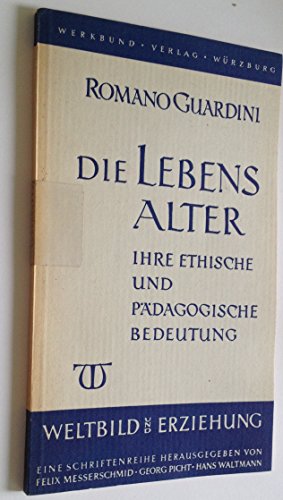 WERKBUND · VERLAG · WÜRZBURG
ROMANO GUARDINI
DIE LEBENS
ALTER
IHRE ETHISCHE
UND
PÄDAGOGISCHE
BEDEUTUNG
WELTBILD UND ERZIEHUNG
EINE SCHRIFTENREIHE HERAUSGEGEBEN VON
FELIX MESSERSCHMID · GEORG PICHT · HANS WALTMANN